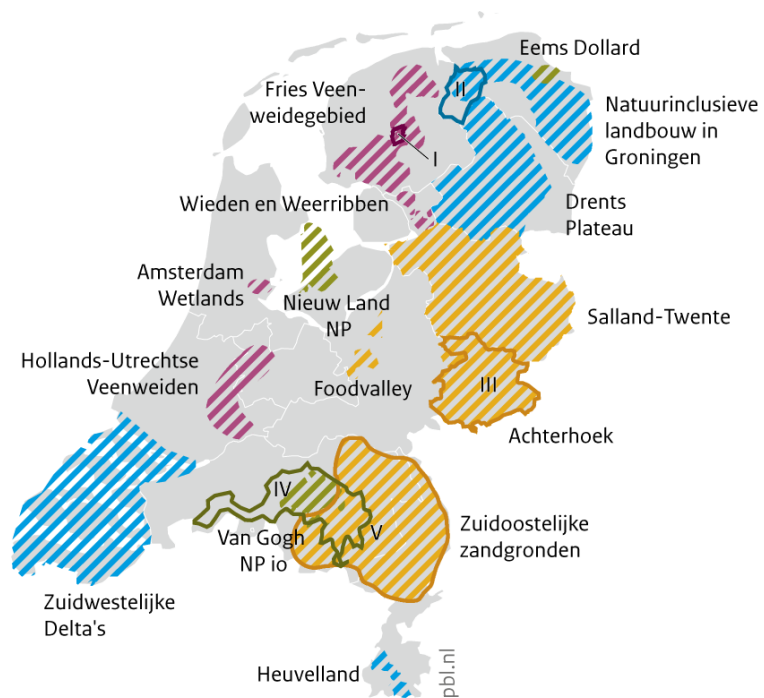 Eems Dollard
Fries Veen-
weidegebied
II
Natuurinclusieve
landbouw in
Groningen
I
Wieden en Weerribben
Drents
Plateau
Amsterdam
Wetlands
Nieuw Land
NP
Salland-Twente
Hollands-Utrechtse
Veenweiden
Foodvalley
III
Achterhoek
IV
V
Van Gogh
NP io
Zuidoostelijke
zandgronden
Zuidwestelijke
Delta's
Heuvelland
pbl.nl